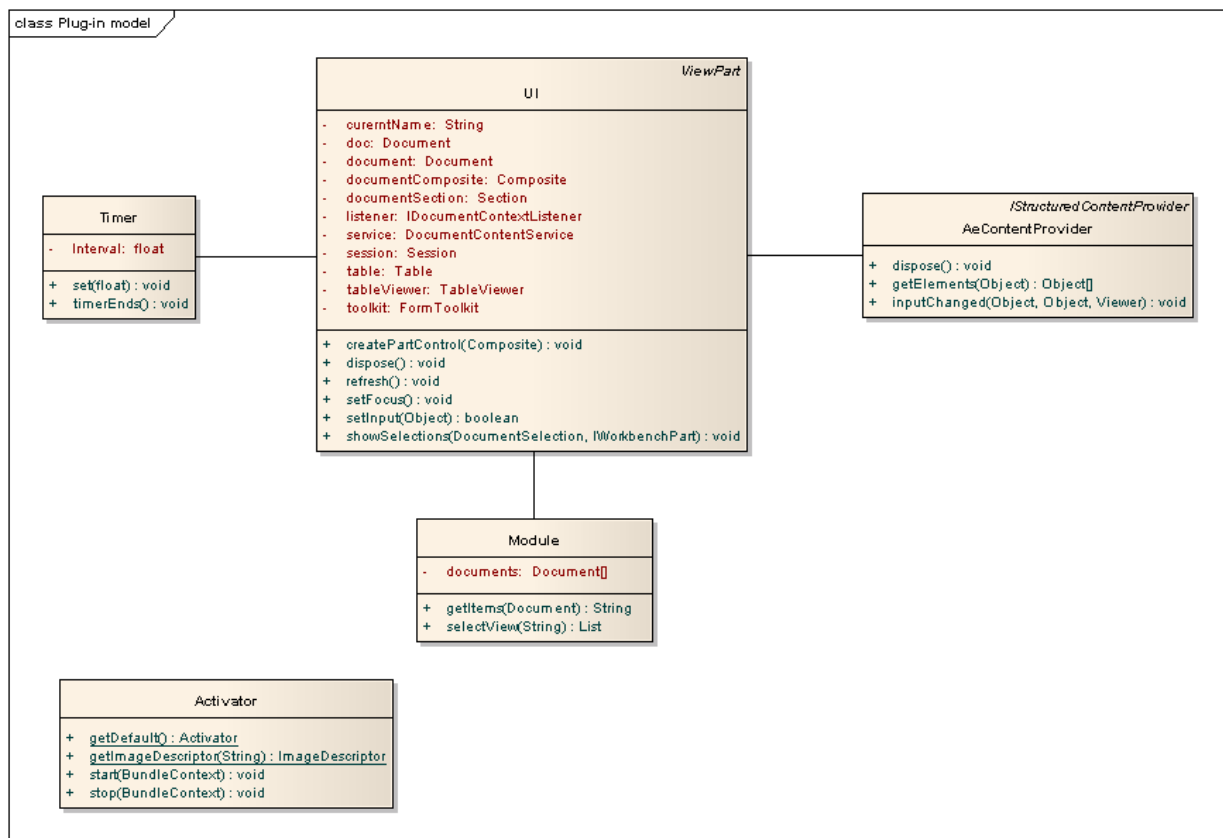 class Plug-in model
ViewPart
UI
- curerntName: String
- doc: Document
- document: Document
- documentComposite: Composite
- documentSection: Section
- listener: IDocumentContextListener
- service: DocumentContentService
- session: Session
- table: Table
- tableViewer: TableViewer
- toolkit: FormToolkit
+ createPartControl(Composite) : void
+ dispose() : void
+ refresh() : void
+ setFocus() : void
+ setInput(Object) : boolean
+ showSelections(DocumentSelection, IWorkbenchPart) : void
Timer
- Interval: float
+ set(float) : void
+ timerEnds() : void
IStructuredContentProvider
AeContentProvider
+ dispose() : void
+ getElements(Object) : Object[]
+ inputChanged(Object, Object, Viewer) : void
Module
- documents: Document[]
+ getItems(Document) : String
+ selectView(String) : List
Activator
+ getDefault() : Activator
+ getImageDescriptor(String) : ImageDescriptor
+ start(BundleContext) : void
+ stop(BundleContext) : void